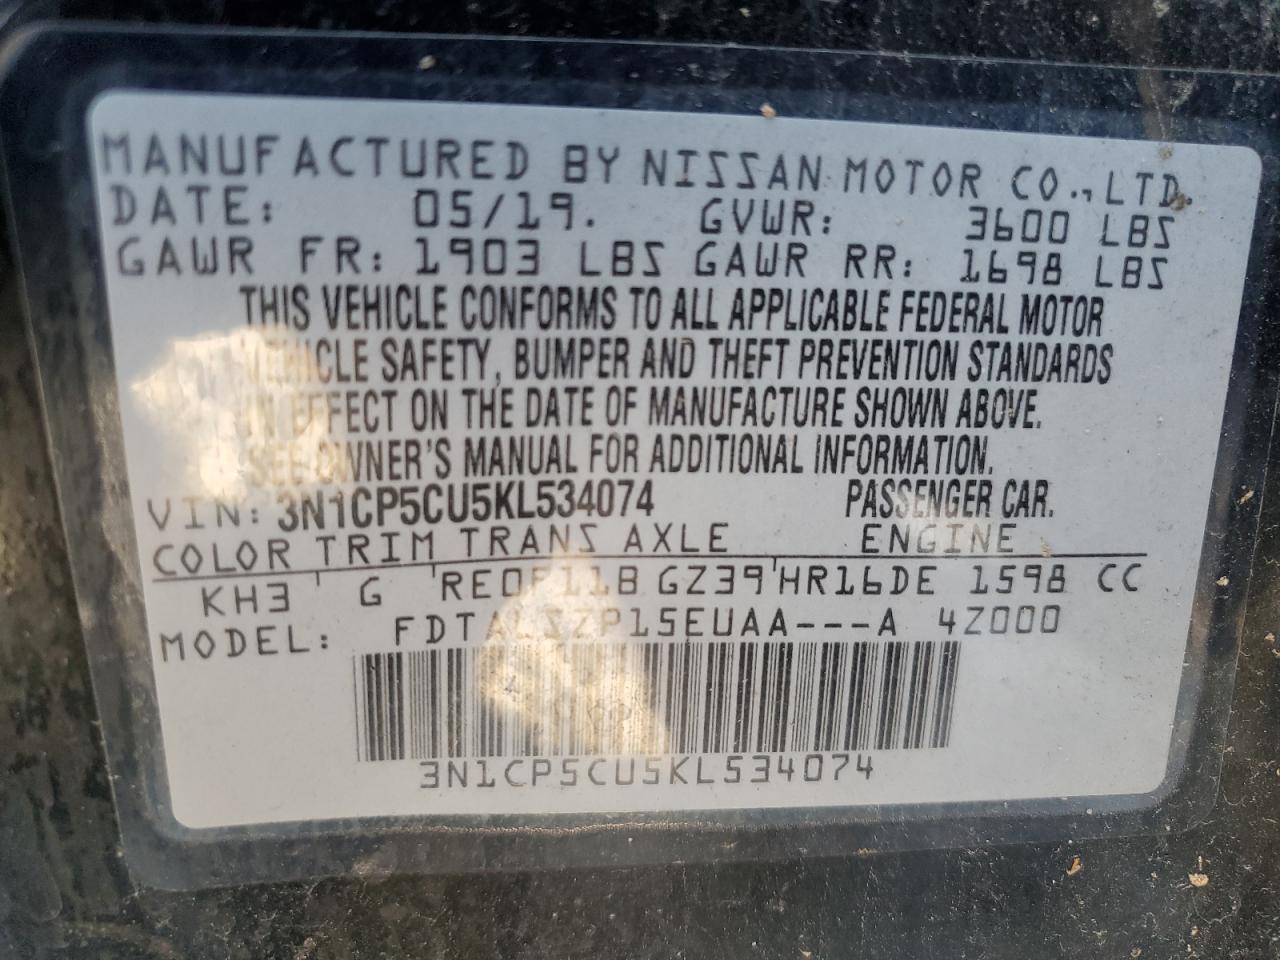 MANUFACTURED BY NISSAN MOTOR CO., LTD.
DATE: 05/19. GVWR: 3600 LBS
GAWR FR: 1903 LBS GAWR RR: 1698 LBS
THIS VEHICLE CONFORMS TO ALL APPLICABLE FEDERAL MOTOR
VEHICLE SAFETY, BUMPER AND THEFT PREVENTION STANDARDS
IN EFFECT ON THE DATE OF MANUFACTURE SHOWN ABOVE.
SEE OWNER'S MANUAL FOR ADDITIONAL INFORMATION.
VIN: 3N1CP5CU5KL534074 PASSENGER CAR.
COLOR TRIM TRANS AXLE ENGINE
KH3 G GZ39 HR16DE 1598 CC
MODEL: 4Z000
3N1CP5CU5KL534074